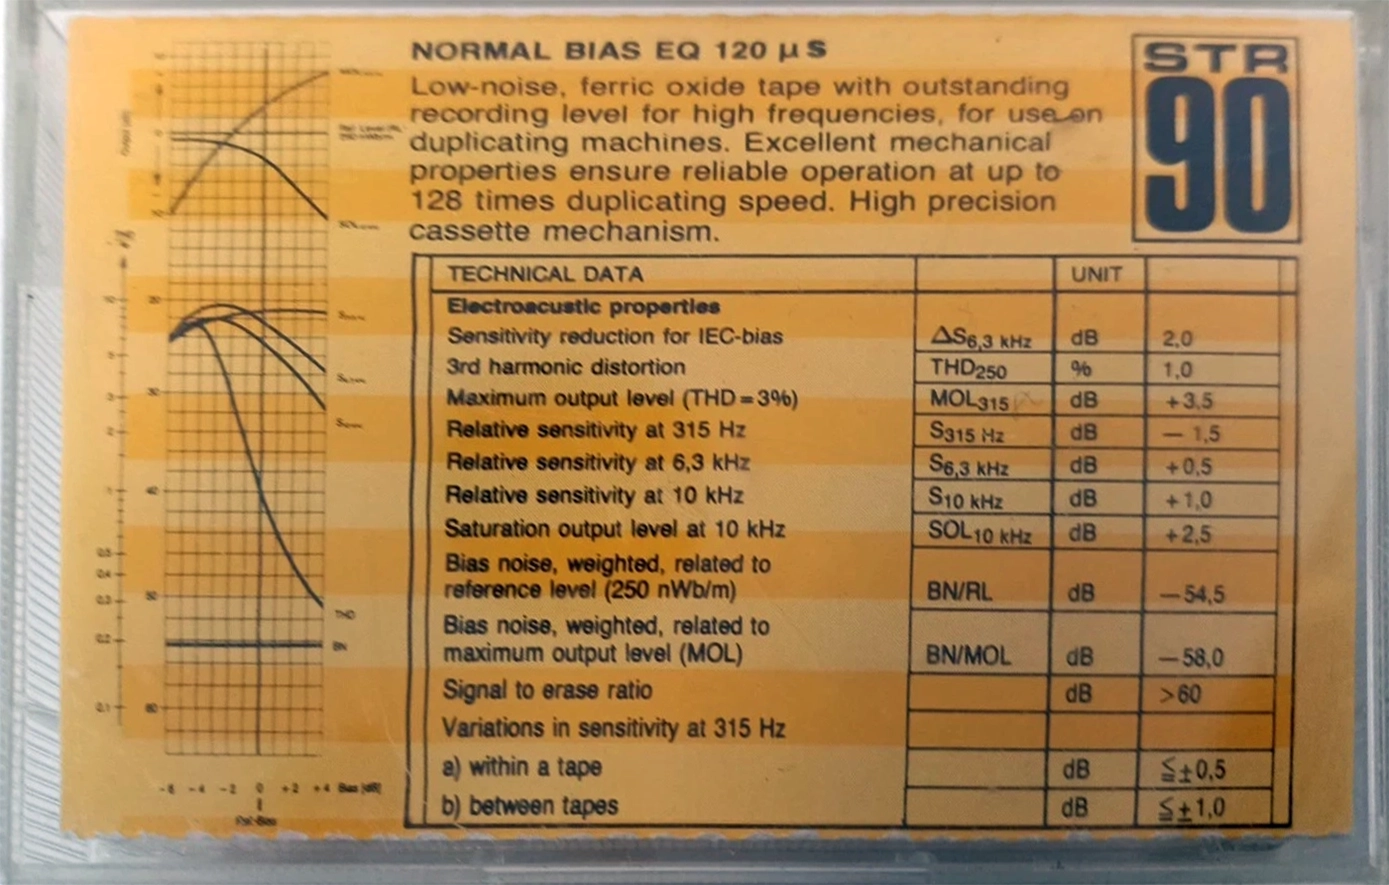 NORMAL BIAS EQ 120 µS
Low-noise, ferric oxide tape with outstanding
recording level for high frequencies, for use on
duplicating machines. Excellent mechanical
properties ensure reliable operation at up to
128 times duplicating speed. High precision
cassette mechanism.
STR
90
TECHNICAL DATA UNIT
Electroacustic properties
Sensitivity reduction for IEC-bias ΔS6,3 kHz dB 2,0
3rd harmonic distortion THD250 % 1,0
Maximum output level (THD = 3%) MOL315 dB +3,5
Relative sensitivity at 315 Hz S315 Hz dB — 1,5
Relative sensitivity at 6,3 kHz S6,3 kHz dB +0,5
Relative sensitivity at 10 kHz S10 kHz dB +1,0
Saturation output level at 10 kHz SOL10 kHz dB +2,5
Bias noise, weighted, related to
reference level (250 nWb/m) BN/RL dB —54,5
Bias noise, weighted, related to
maximum output level (MOL) BN/MOL dB —58,0
Signal to erase ratio dB >60
Variations in sensitivity at 315 Hz
a) within a tape dB ≦±0,5
b) between tapes dB ≦±1,0
THD
BN
-6 -4 -2 0 +2 +4 Bias [dB]